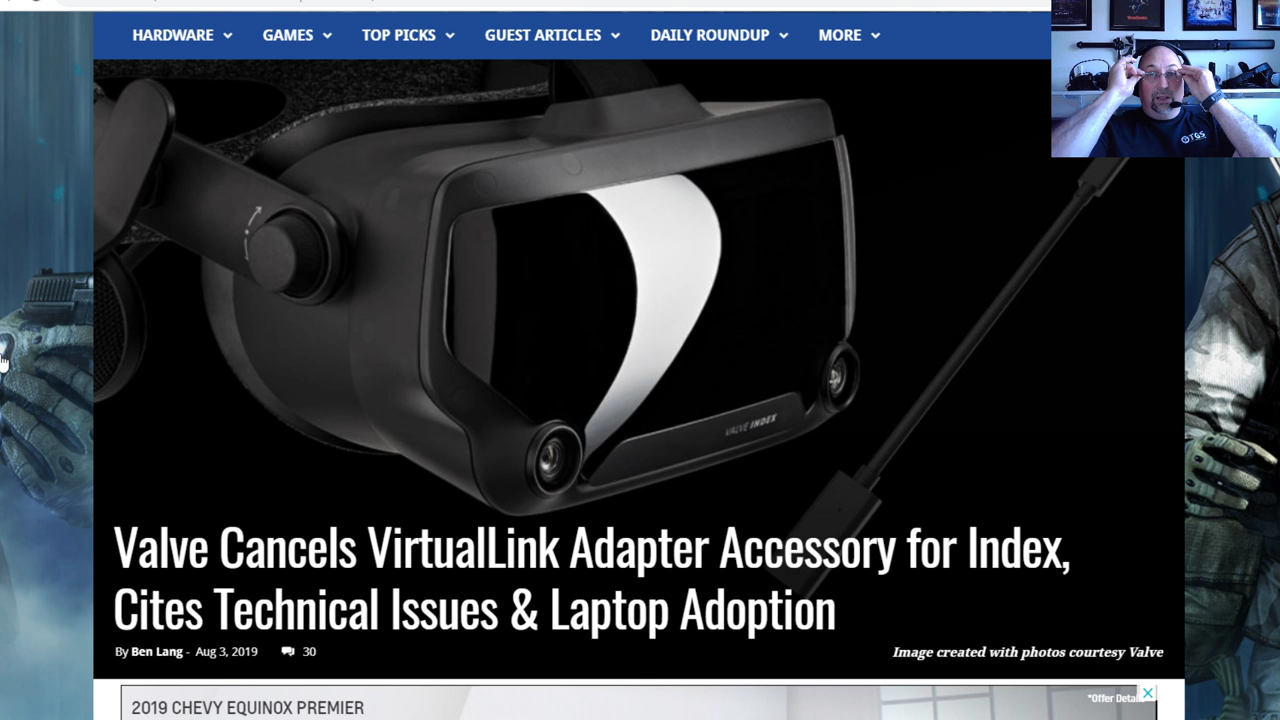 HARDWARE GAMES TOP PICKS GUEST ARTICLES DAILY ROUNDUP MORE
TGS
VALVE INDEX
Valve Cancels VirtualLink Adapter Accessory for Index,
Cites Technical Issues & Laptop Adoption
By Ben Lang - Aug 3, 2019 30
Image created with photos courtesy Valve
2019 CHEVY EQUINOX PREMIER
*Offer Details